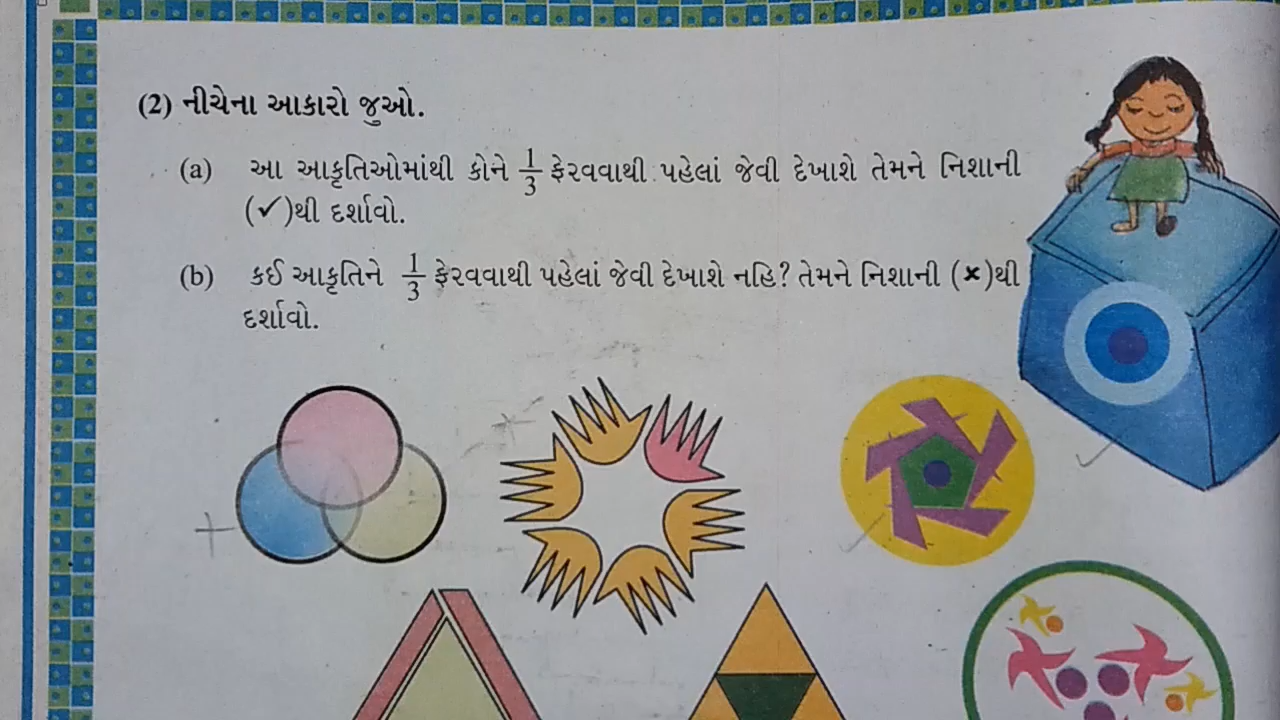 (2) નીચેના આકારો જુઓ.
(a) આ આકૃતિઓમાંથી કોને 1/3 ફેરવવાથી પહેલાં જેવી દેખાશે તેમને નિશાની
(✓)થી દર્શાવો.
(b) કઈ આકૃતિને 1/3 ફેરવવાથી પહેલાં જેવી દેખાશે નહિ? તેમને નિશાની (×)થી
દર્શાવો.